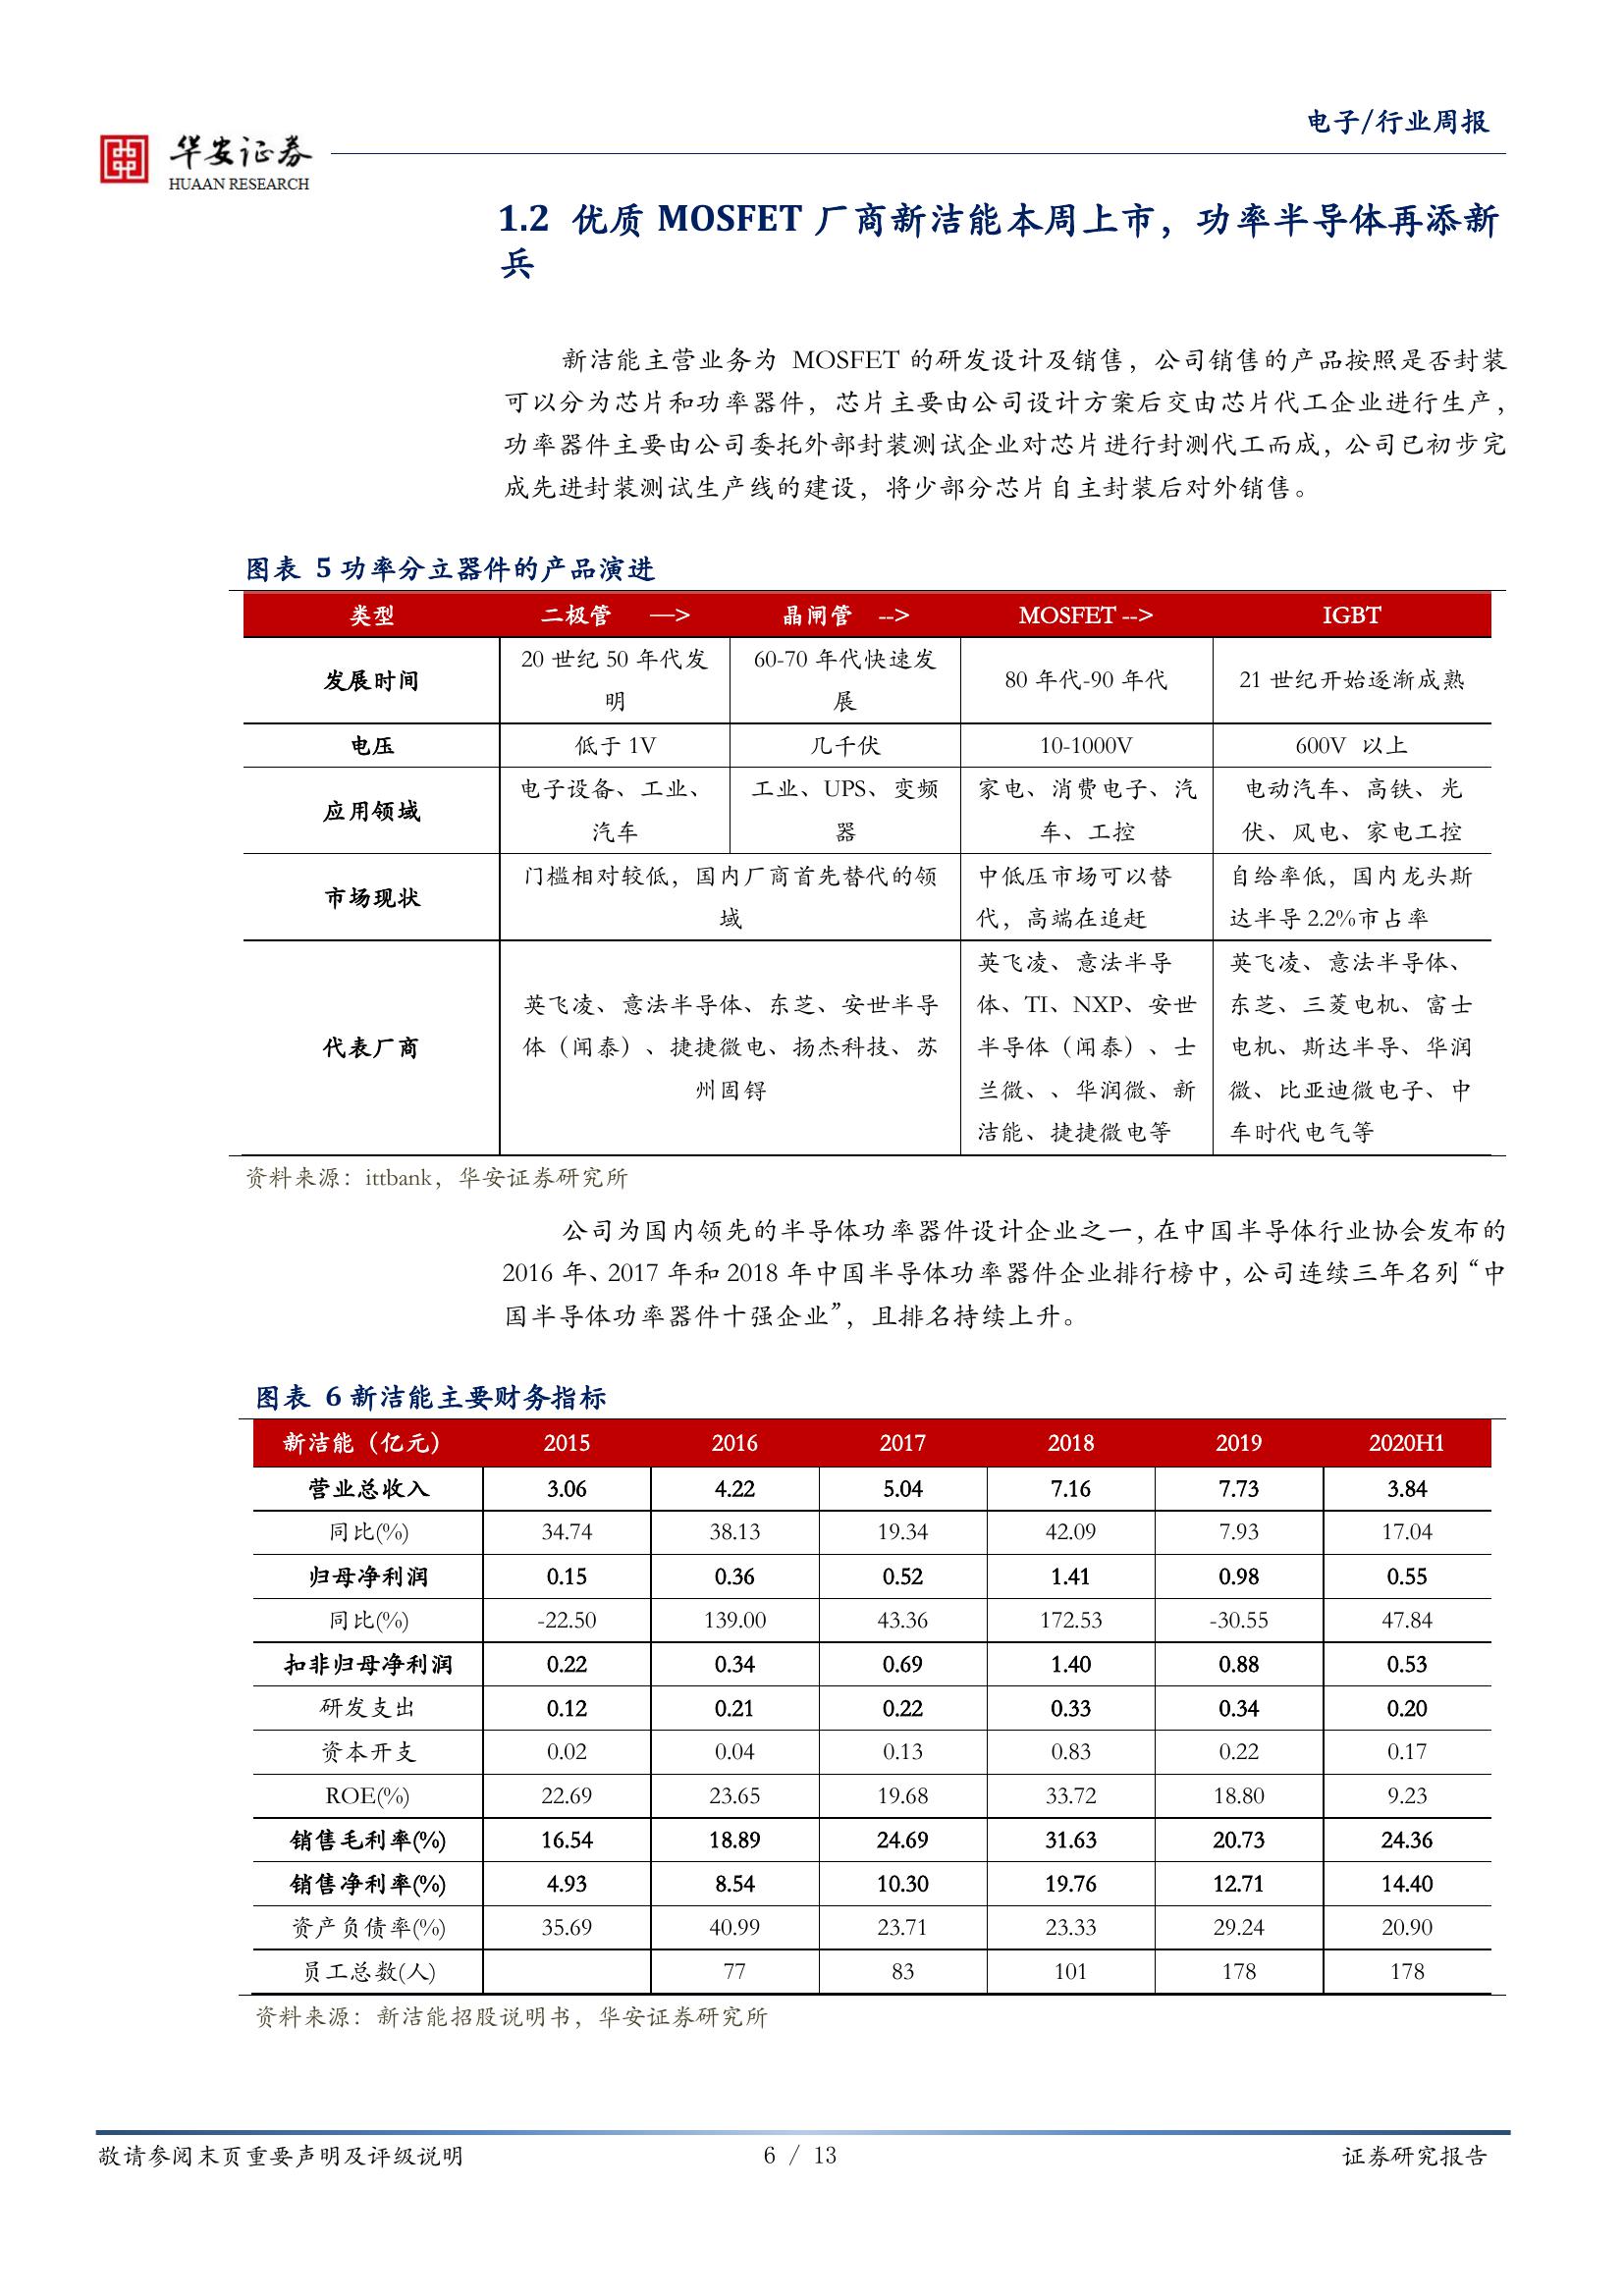 电子/行业周报
华安证券
HUAAN RESEARCH
1.2 优质 MOSFET 厂商新洁能本周上市，功率半导体再添新
兵
新洁能主营业务为 MOSFET 的研发设计及销售，公司销售的产品按照是否封装
可以分为芯片和功率器件，芯片主要由公司设计方案后交由芯片代工企业进行生产，
功率器件主要由公司委托外部封装测试企业对芯片进行封测代工而成，公司已初步完
成先进封装测试生产线的建设，将少部分芯片自主封装后对外销售。
图表 5 功率分立器件的产品演进
类型 二极管 —> 晶闸管 --> MOSFET --> IGBT
发展时间 20 世纪 50 年代发明 60-70 年代快速发展 80 年代-90 年代 21 世纪开始逐渐成熟
电压 低于 1V 几千伏 10-1000V 600V 以上
应用领域 电子设备、工业、汽车 工业、UPS、变频器 家电、消费电子、汽车、工控 电动汽车、高铁、光伏、风电、家电工控
市场现状 门槛相对较低，国内厂商首先替代的领域 中低压市场可以替代，高端在追赶 自给率低，国内龙头斯达半导 2.2%市占率
代表厂商 英飞凌、意法半导体、东芝、安世半导体（闻泰）、捷捷微电、扬杰科技、苏州固锝 英飞凌、意法半导体、TI、NXP、安世半导体（闻泰）、士兰微、、华润微、新洁能、捷捷微电等 英飞凌、意法半导体、东芝、三菱电机、富士电机、斯达半导、华润微、比亚迪微电子、中车时代电气等
资料来源：ittbank，华安证券研究所
公司为国内领先的半导体功率器件设计企业之一，在中国半导体行业协会发布的
2016 年、2017 年和 2018 年中国半导体功率器件企业排行榜中，公司连续三年名列“中
国半导体功率器件十强企业”，且排名持续上升。
图表 6 新洁能主要财务指标
新洁能（亿元） 2015 2016 2017 2018 2019 2020H1
营业总收入 3.06 4.22 5.04 7.16 7.73 3.84
同比(%) 34.74 38.13 19.34 42.09 7.93 17.04
归母净利润 0.15 0.36 0.52 1.41 0.98 0.55
同比(%) -22.50 139.00 43.36 172.53 -30.55 47.84
扣非归母净利润 0.22 0.34 0.69 1.40 0.88 0.53
研发支出 0.12 0.21 0.22 0.33 0.34 0.20
资本开支 0.02 0.04 0.13 0.83 0.22 0.17
ROE(%) 22.69 23.65 19.68 33.72 18.80 9.23
销售毛利率(%) 16.54 18.89 24.69 31.63 20.73 24.36
销售净利率(%) 4.93 8.54 10.30 19.76 12.71 14.40
资产负债率(%) 35.69 40.99 23.71 23.33 29.24 20.90
员工总数(人) 77 83 101 178 178
资料来源：新洁能招股说明书，华安证券研究所
敬请参阅末页重要声明及评级说明 6 / 13 证券研究报告